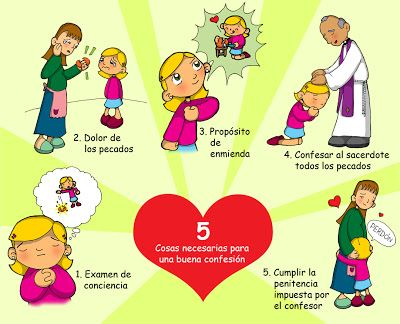 5
Cosas necesarias para
una buena confesión
1. Examen de
conciencia
2. Dolor de
los pecados
3. Propósito
de
enmienda
4. Confesar al sacerdote
todos los pecados
5. Cumplir la
penitencia
impuesta por
el confesor
PERDÓN